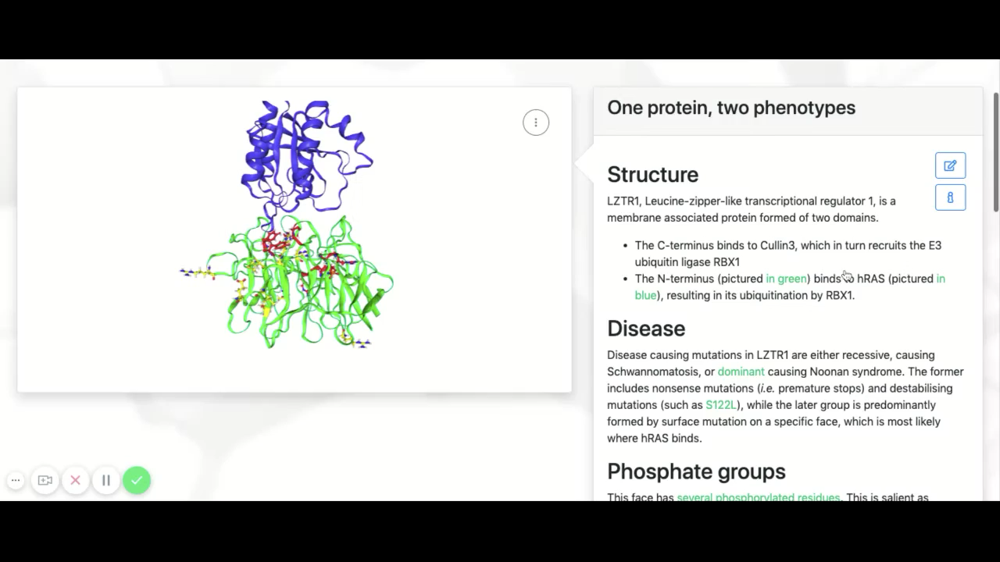 One protein, two phenotypes
Structure
LZTR1, Leucine-zipper-like transcriptional regulator 1, is a
membrane associated protein formed of two domains.
• The C-terminus binds to Cullin3, which in turn recruits the E3
ubiquitin ligase RBX1
• The N-terminus (pictured in green) binds to hRAS (pictured in
blue), resulting in its ubiquitination by RBX1.
Disease
Disease causing mutations in LZTR1 are either recessive, causing
Schwannomatosis, or dominant causing Noonan syndrome. The former
includes nonsense mutations (i.e. premature stops) and destabilising
mutations (such as S122L), while the later group is predominantly
formed by surface mutation on a specific face, which is most likely
where hRAS binds.
Phosphate groups
This face has several phosphorylated residues. This is salient as